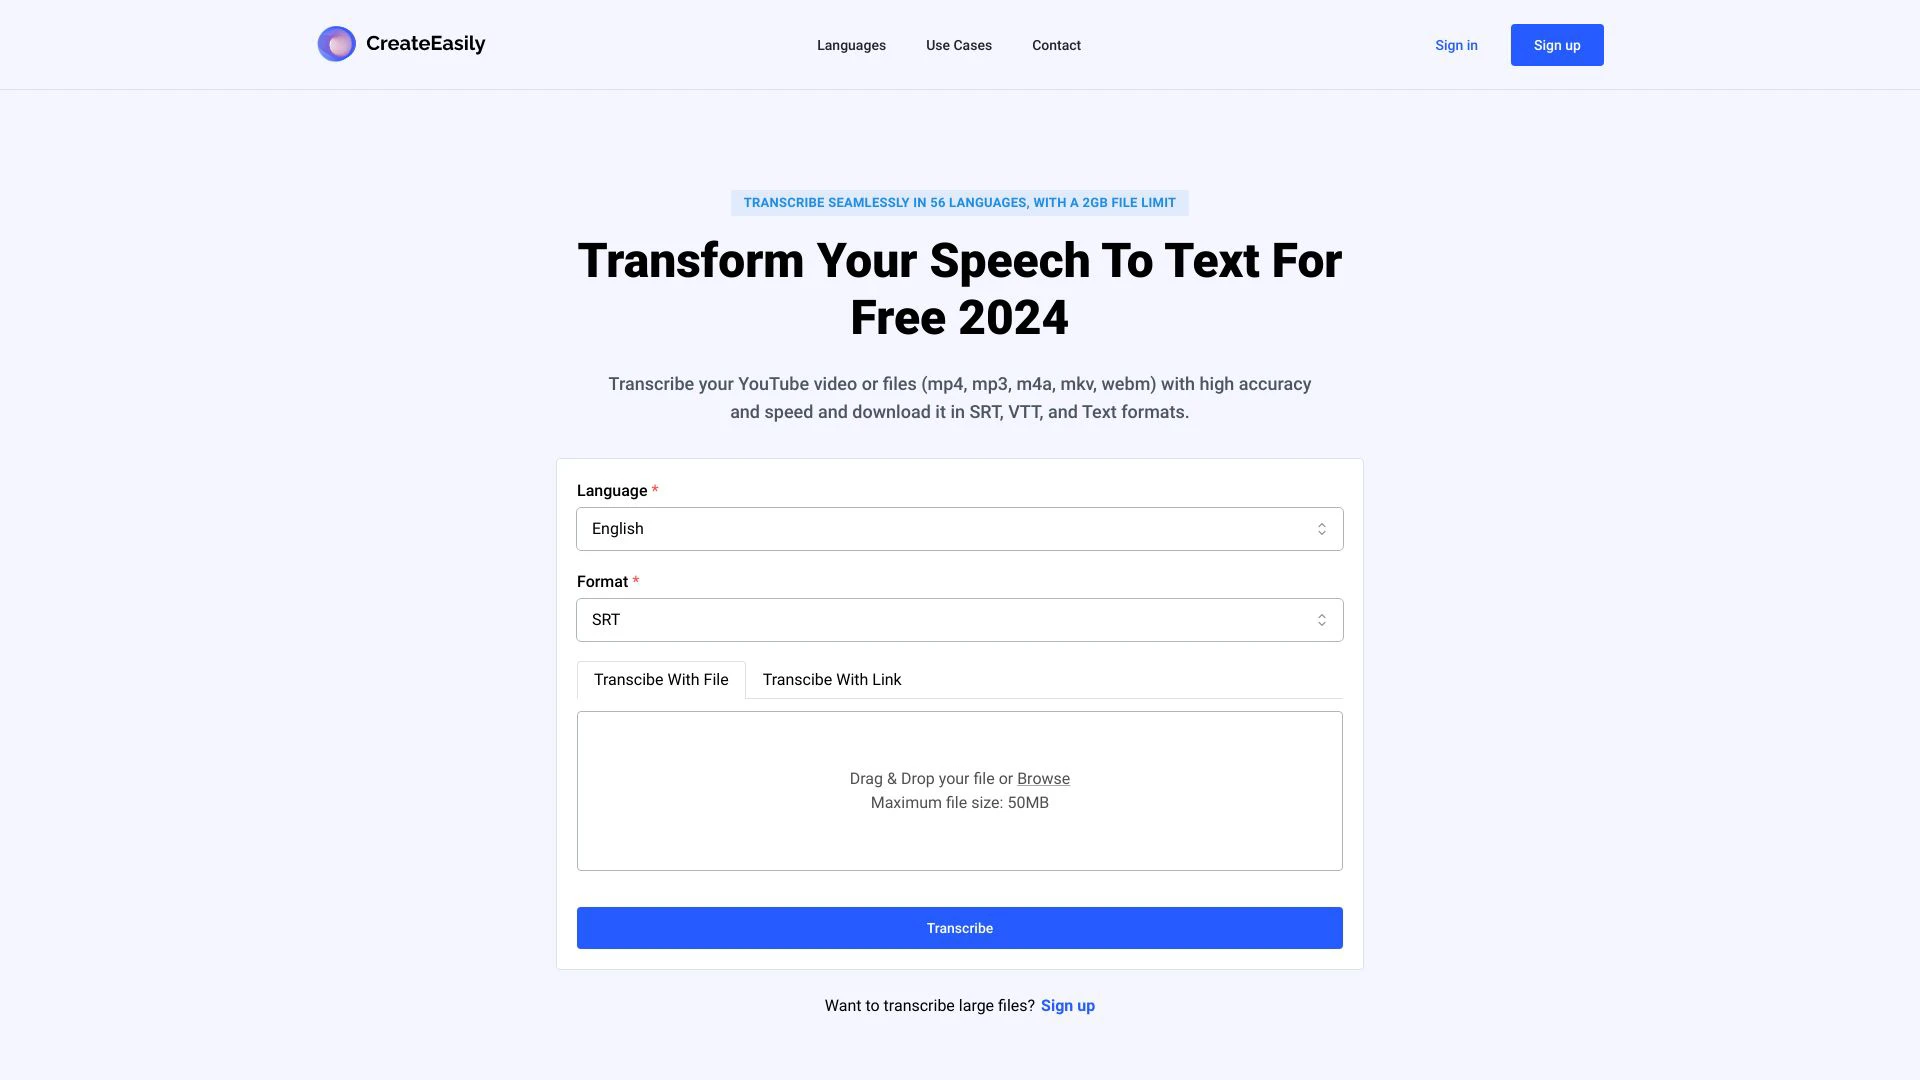 CreateEasily
Languages
Use Cases
Contact
Sign in
Sign up
TRANSCRIBE SEAMLESSLY IN 56 LANGUAGES, WITH A 2GB FILE LIMIT
Transform Your Speech To Text For
Free 2024
Transcribe your YouTube video or files (mp4, mp3, m4a, mkv, webm) with high accuracy
and speed and download it in SRT, VTT, and Text formats.
Language *
English
Format *
SRT
Transcibe With File
Transcibe With Link
Drag & Drop your file or Browse
Maximum file size: 50MB
Transcribe
Want to transcribe large files? Sign up